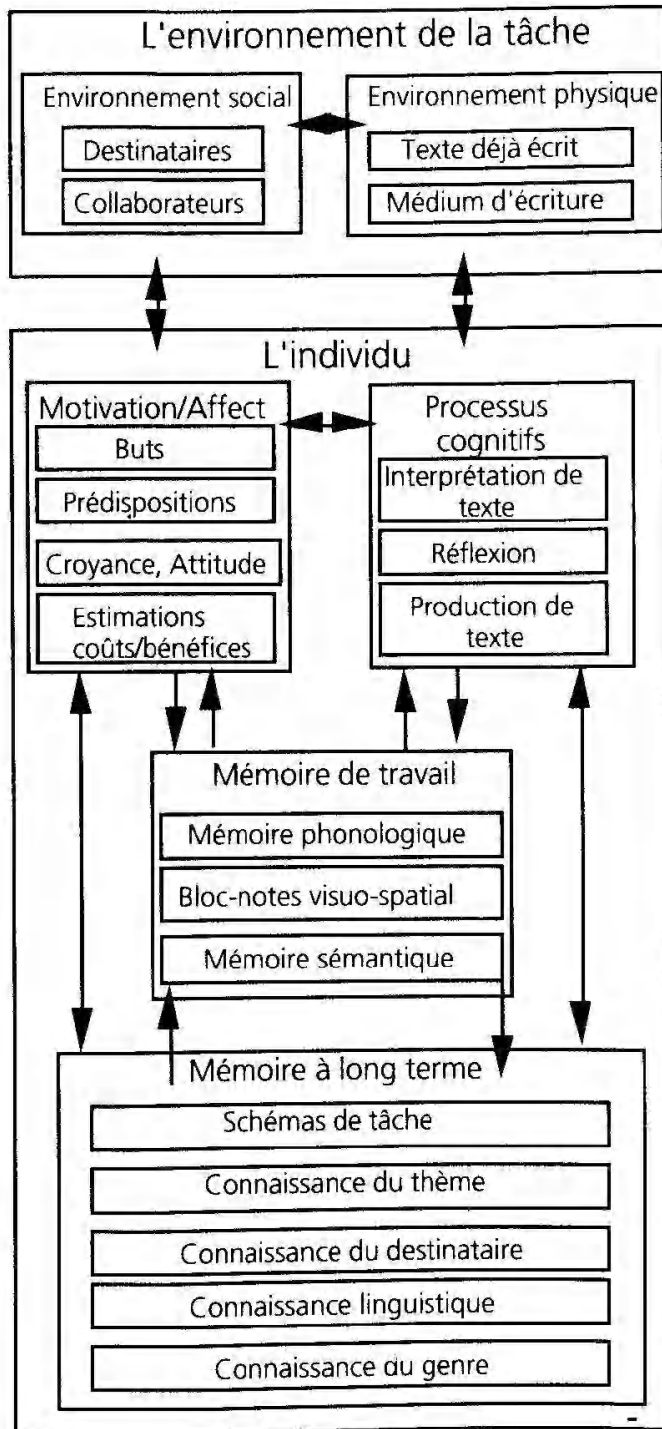 L'environnement de la tâche
Environnement social
Destinataires
Collaborateurs
Environnement physique
Texte déjà écrit
Médium d'écriture
L'individu
Motivation/Affect
Buts
Prédispositions
Croyance, Attitude
Estimations
coûts/bénéfices
Processus
cognitifs
Interprétation de
texte
Réflexion
Production de
texte
Mémoire de travail
Mémoire phonologique
Bloc-notes visuo-spatial
Mémoire sémantique
Mémoire à long terme
Schémas de tâche
Connaissance du thème
Connaissance du destinataire
Connaissance linguistique
Connaissance du genre